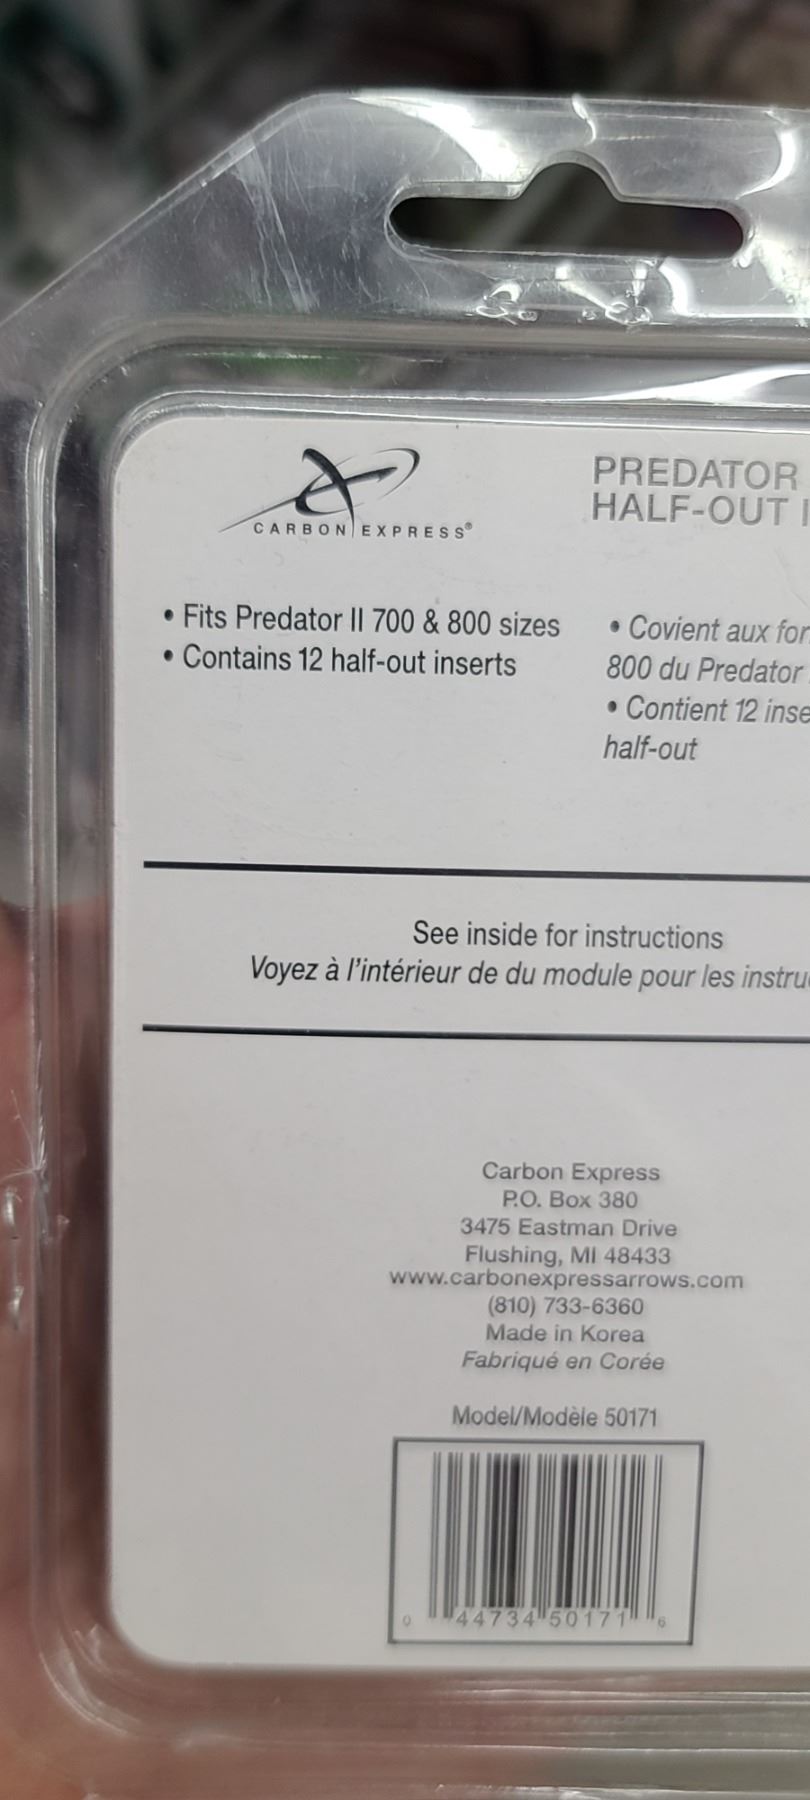 CARBON EXPRESS®
PREDATOR
HALF-OUT
• Fits Predator II 700 & 800 sizes
• Contains 12 half-out inserts
• Covient aux for
800 du Predator
• Contient 12 inse
half-out
See inside for instructions
Voyez à l'intérieur de du module pour les instru
Carbon Express
P.O. Box 380
3475 Eastman Drive
Flushing, MI 48433
www.carbonexpressarrows.com
(810) 733-6360
Made in Korea
Fabriqué en Corée
Model/Modèle 50171
0 44734 50171 6